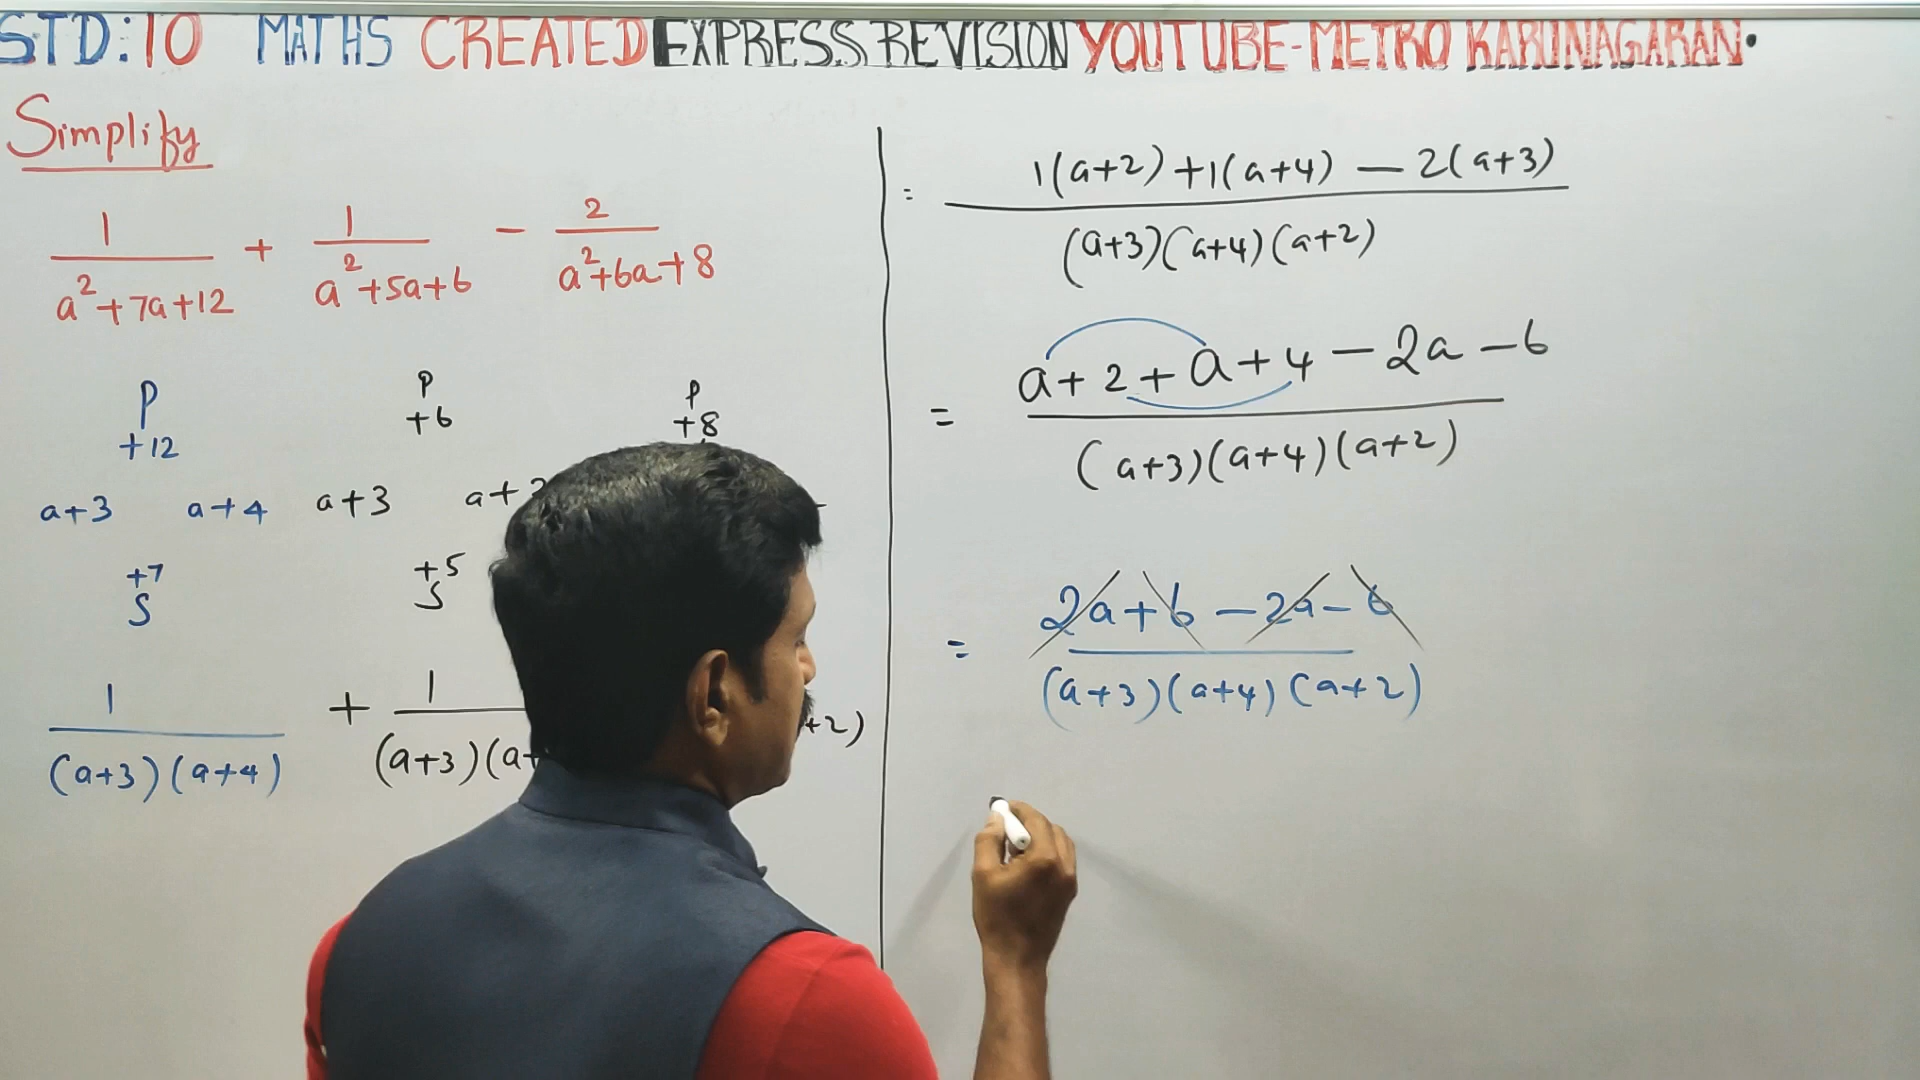 STD:10 MATHS CREATED EXPRESS REVISION YOUTUBE-METRO KARUNAGARAN.
Simplify
1/(a²+7a+12) + 1/(a²+5a+6) - 2/(a²+6a+8)
P P P
+12 +6 +8
a+3 a+4 a+3 a+
+7 +5
S S
1/((a+3)(a+4)) + 1/((a+3)(a+ +2)
= (1(a+2)+1(a+4) - 2(a+3))/((a+3)(a+4)(a+2))
= (a+2+a+4-2a-6)/((a+3)(a+4)(a+2))
= (2a+6-2a-6)/((a+3)(a+4)(a+2))